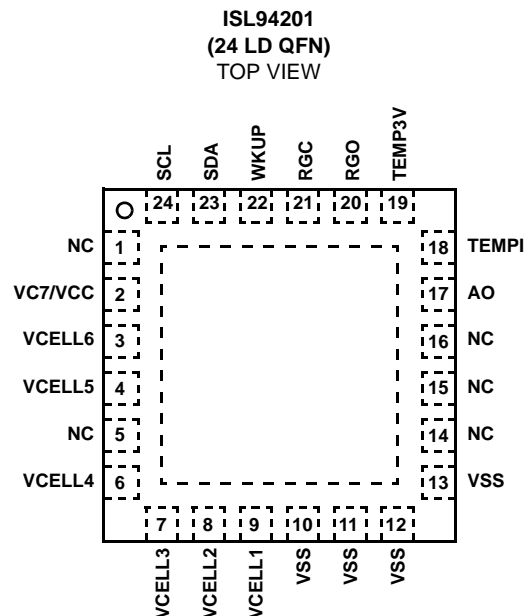 ISL94201
(24 LD QFN)
TOP VIEW
SCL
SDA
WKUP
RGC
RGO
TEMP3V
24 23 22 21 20 19
NC 1
VC7/VCC 2
VCELL6 3
VCELL5 4
NC 5
VCELL4 6
18 TEMPI
17 AO
16 NC
15 NC
14 NC
13 VSS
7 8 9 10 11 12
VCELL3
VCELL2
VCELL1
VSS
VSS
VSS